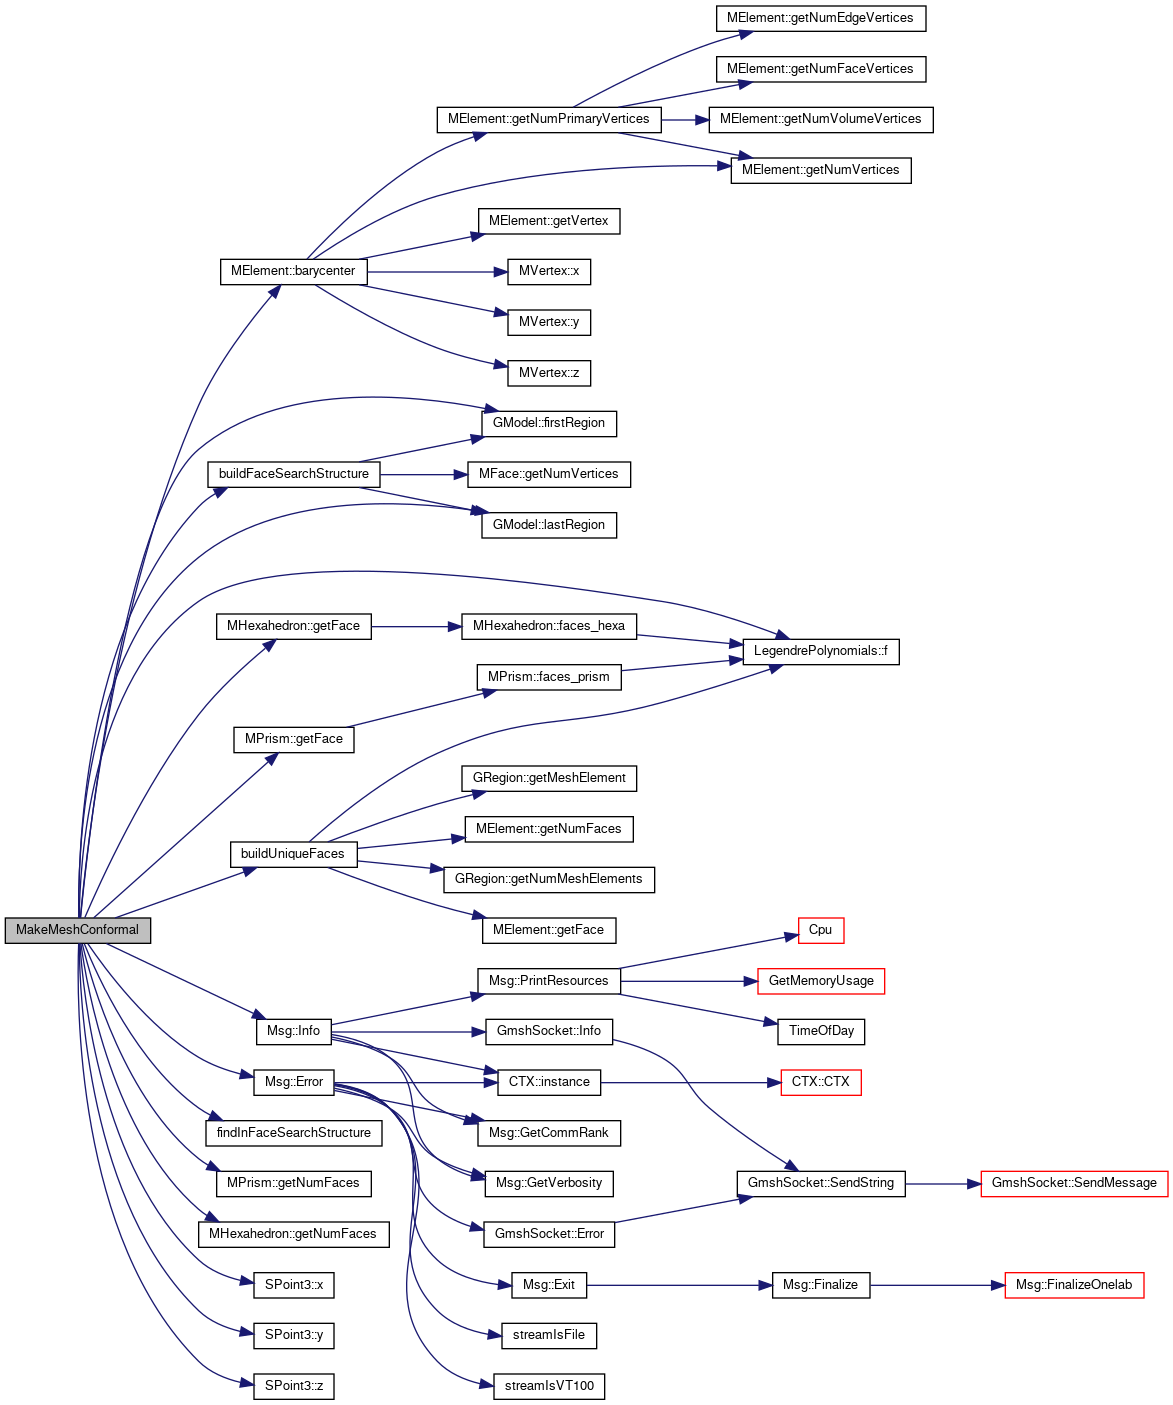 MElement::getNumEdgeVertices
MElement::getNumFaceVertices
MElement::getNumPrimaryVertices
MElement::getNumVolumeVertices
MElement::getNumVertices
MElement::getVertex
MElement::barycenter
MVertex::x
MVertex::y
MVertex::z
GModel::firstRegion
buildFaceSearchStructure
MFace::getNumVertices
GModel::lastRegion
MHexahedron::getFace
MHexahedron::faces_hexa
LegendrePolynomials::f
MPrism::faces_prism
MPrism::getFace
GRegion::getMeshElement
MElement::getNumFaces
buildUniqueFaces
GRegion::getNumMeshElements
MElement::getFace
MakeMeshConformal
Cpu
Msg::PrintResources
GetMemoryUsage
Msg::Info
GmshSocket::Info
TimeOfDay
Msg::Error
CTX::instance
CTX::CTX
findInFaceSearchStructure
Msg::GetCommRank
MPrism::getNumFaces
Msg::GetVerbosity
GmshSocket::SendString
GmshSocket::SendMessage
MHexahedron::getNumFaces
GmshSocket::Error
SPoint3::x
Msg::Exit
Msg::Finalize
Msg::FinalizeOnelab
SPoint3::y
streamIsFile
SPoint3::z
streamIsVT100